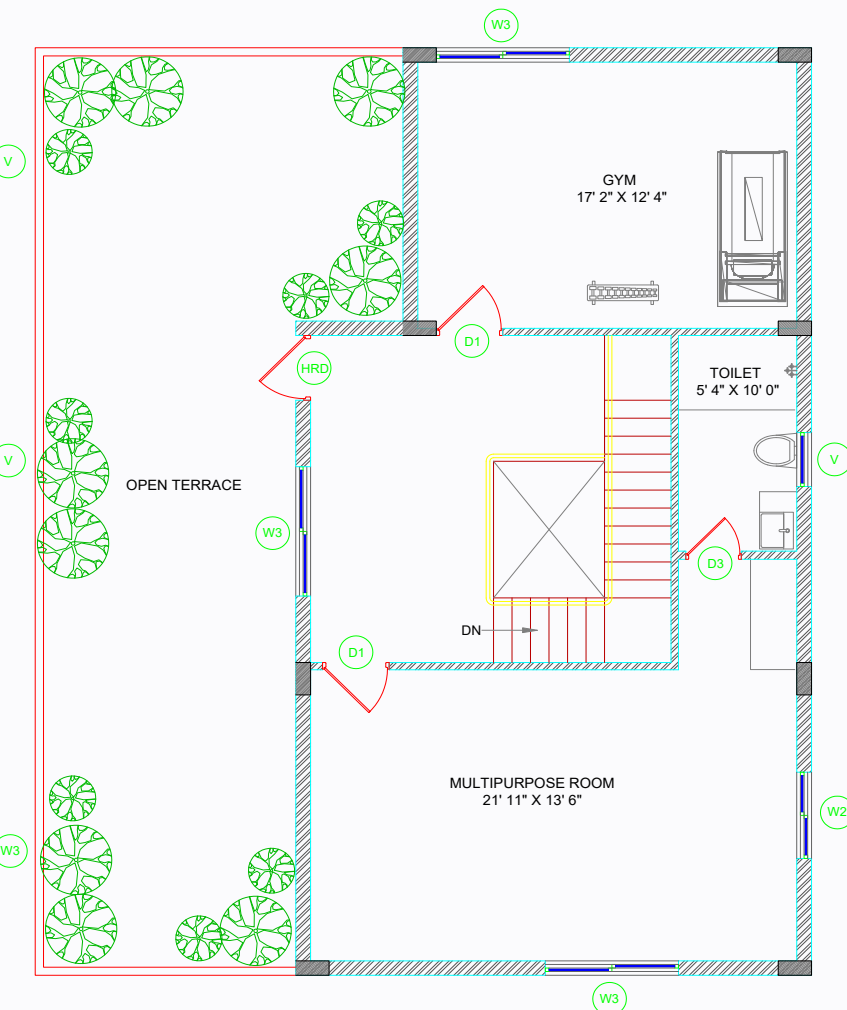 W3
V
GYM
17' 2" X 12' 4"
D1
HRD
TOILET
5' 4" X 10' 0"
V
V
OPEN TERRACE
W3
D3
DN
D1
MULTIPURPOSE ROOM
21' 11" X 13' 6"
W2
W3
W3